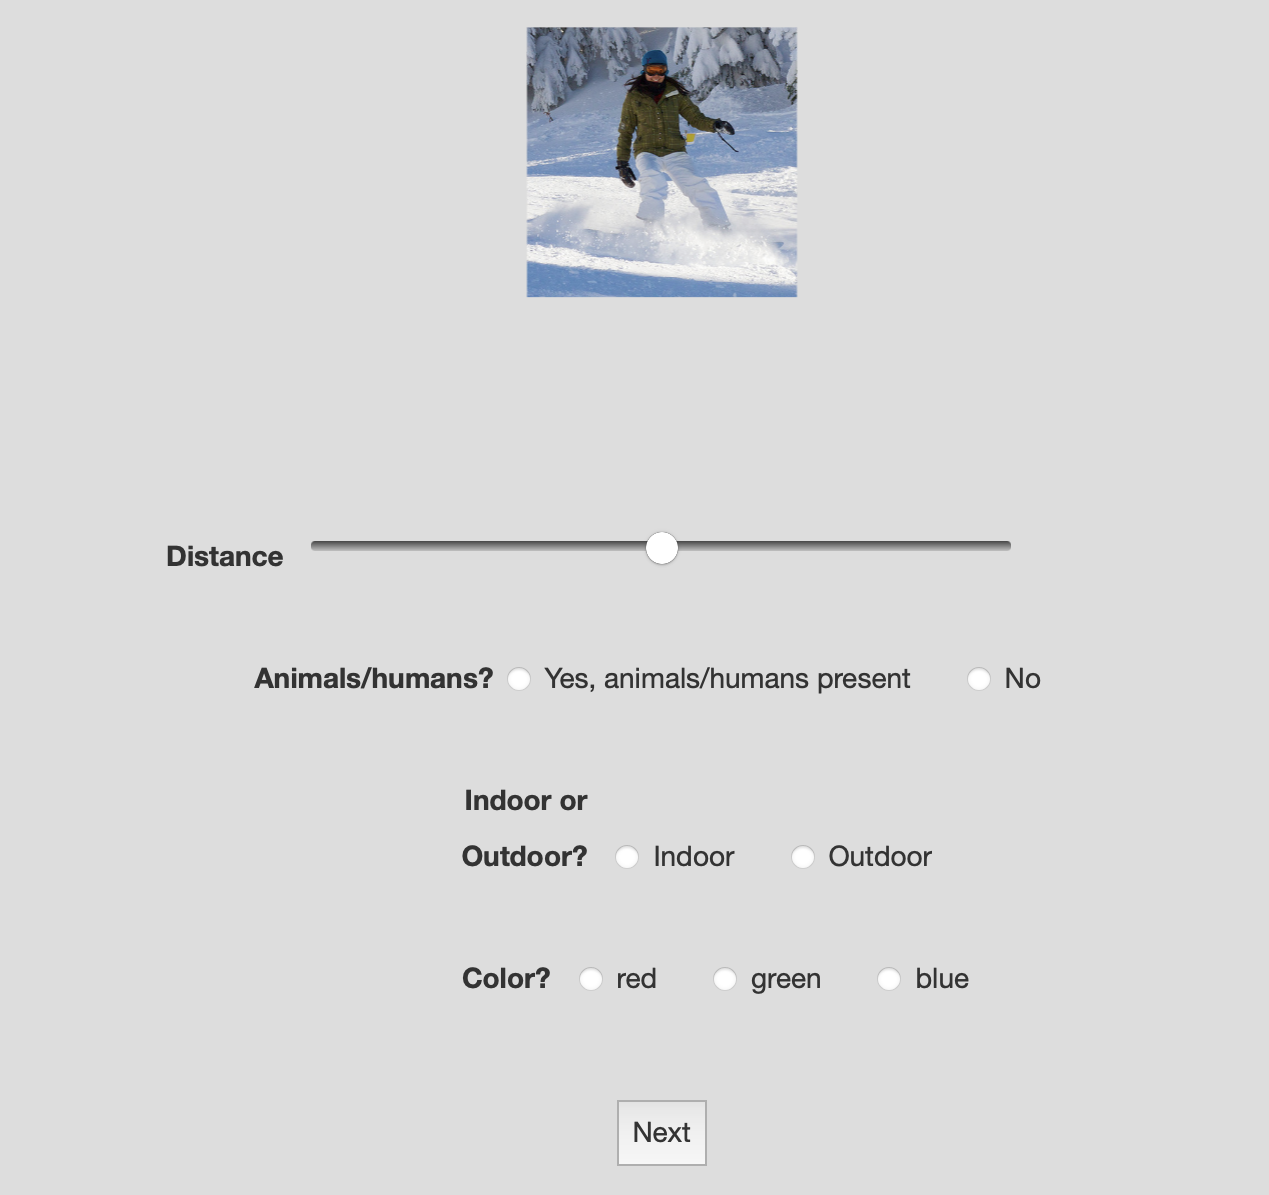 Distance
Animals/humans? Yes, animals/humans present No
Indoor or
Outdoor? Indoor Outdoor
Color? red green blue
Next